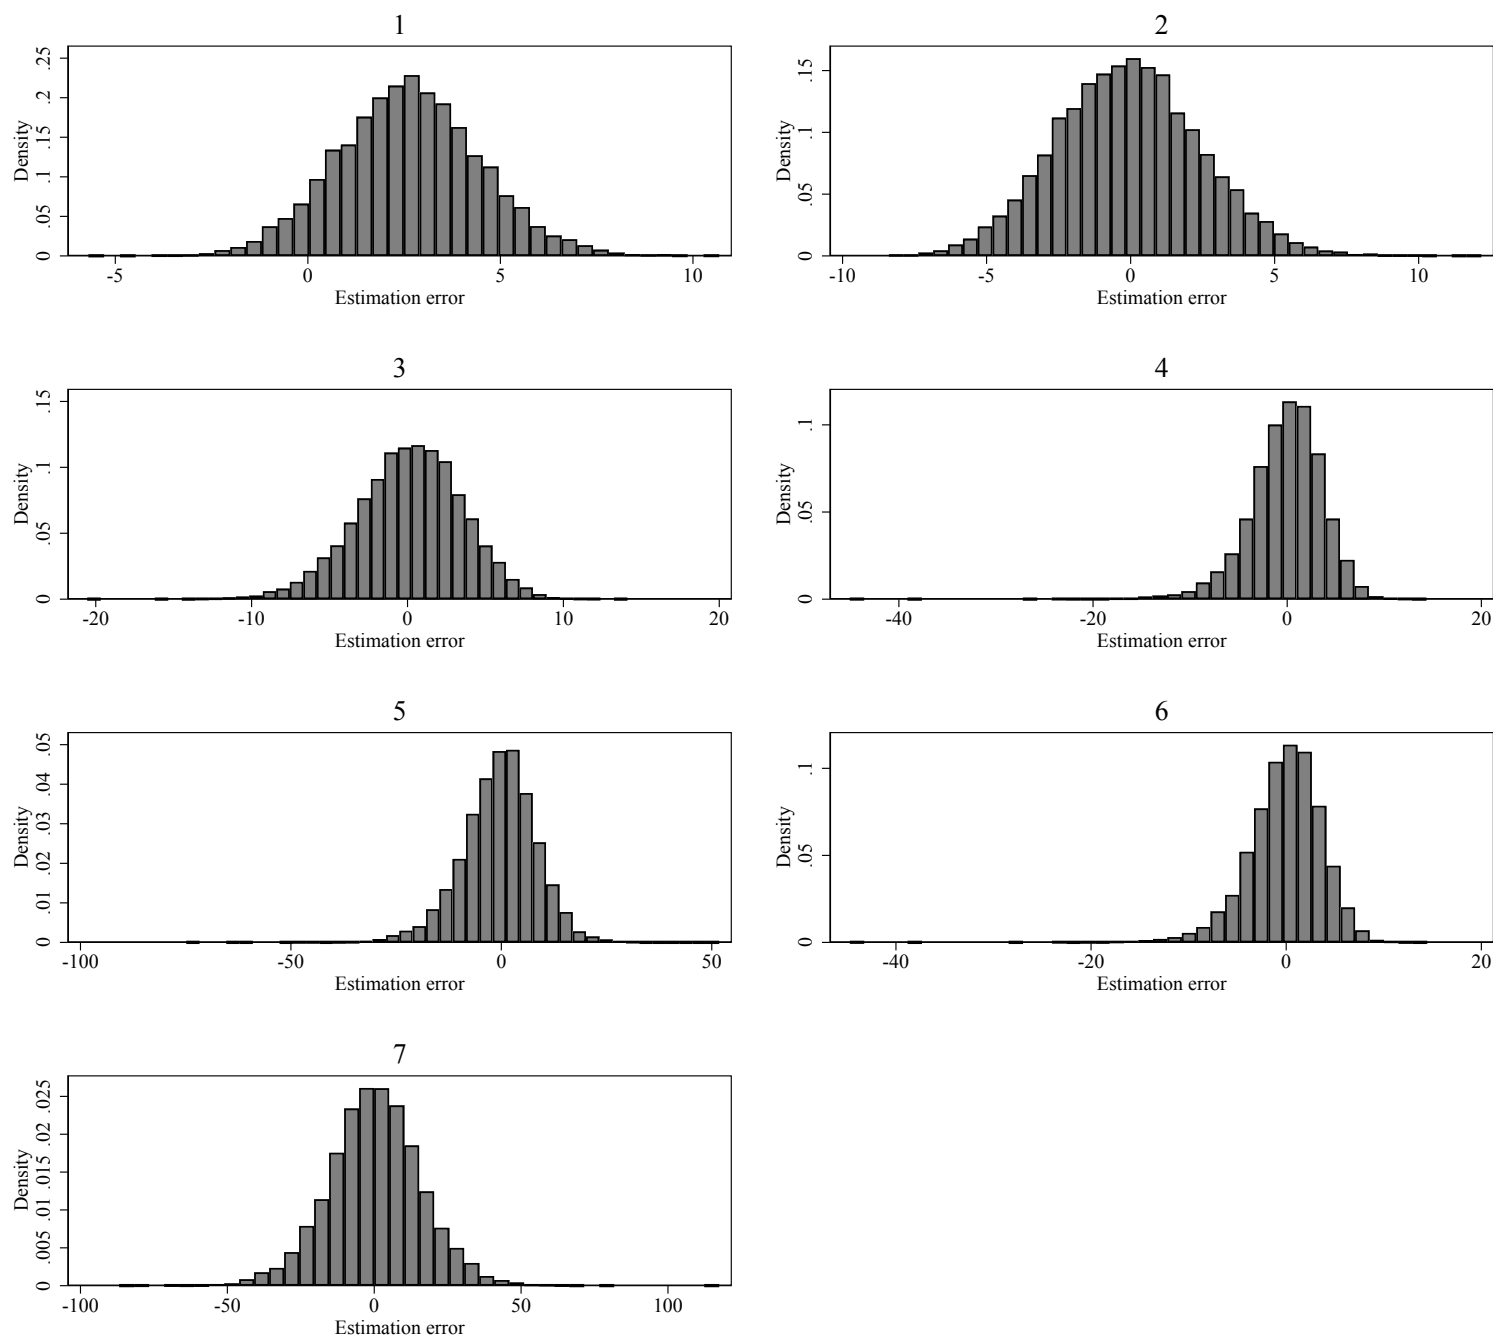 1
Density
0 .05 .1 .15 .2 .25
-5 0 5 10
Estimation error
2
Density
0 .05 .1 .15
-10 -5 0 5 10
Estimation error
3
Density
0 .05 .1 .15
-20 -10 0 10 20
Estimation error
4
Density
0 .05 .1
-40 -20 0 20
Estimation error
5
Density
0 .01 .02 .03 .04 .05
-100 -50 0 50
Estimation error
6
Density
0 .05 .1
-40 -20 0 20
Estimation error
7
Density
0 .005 .01 .015 .02 .025
-100 -50 0 50 100
Estimation error